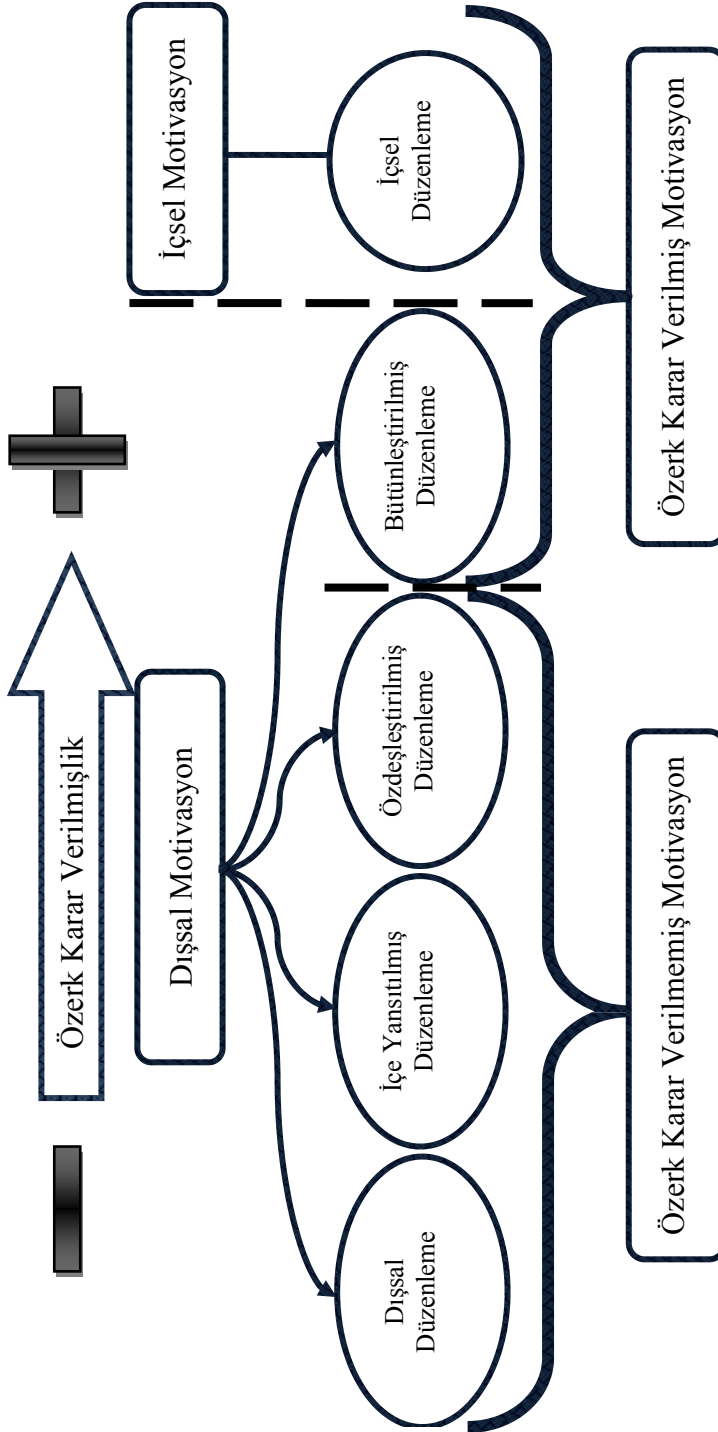 Özerk Karar Verilmişlik
Dışsal Motivasyon
İçsel Motivasyon
Dışsal
Düzenleme
İçe Yansıtılmış
Düzenleme
Özdeşleştirilmiş
Düzenleme
Bütünleştirilmiş
Düzenleme
İçsel
Düzenleme
Özerk Karar Verilmemiş Motivasyon
Özerk Karar Verilmiş Motivasyon